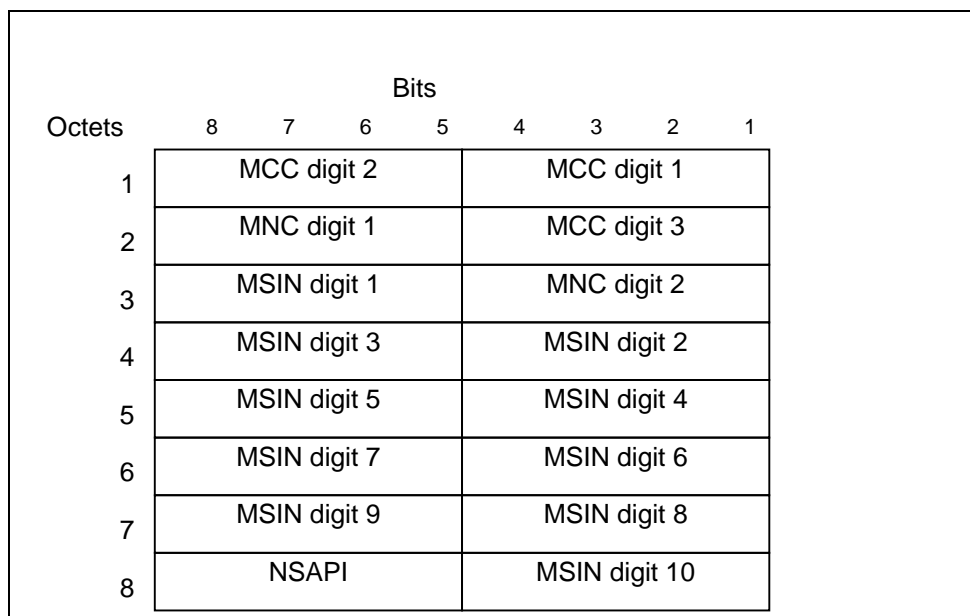 Bits
Octets 8 7 6 5 4 3 2 1
1 MCC digit 2 MCC digit 1
2 MNC digit 1 MCC digit 3
3 MSIN digit 1 MNC digit 2
4 MSIN digit 3 MSIN digit 2
5 MSIN digit 5 MSIN digit 4
6 MSIN digit 7 MSIN digit 6
7 MSIN digit 9 MSIN digit 8
8 NSAPI MSIN digit 10